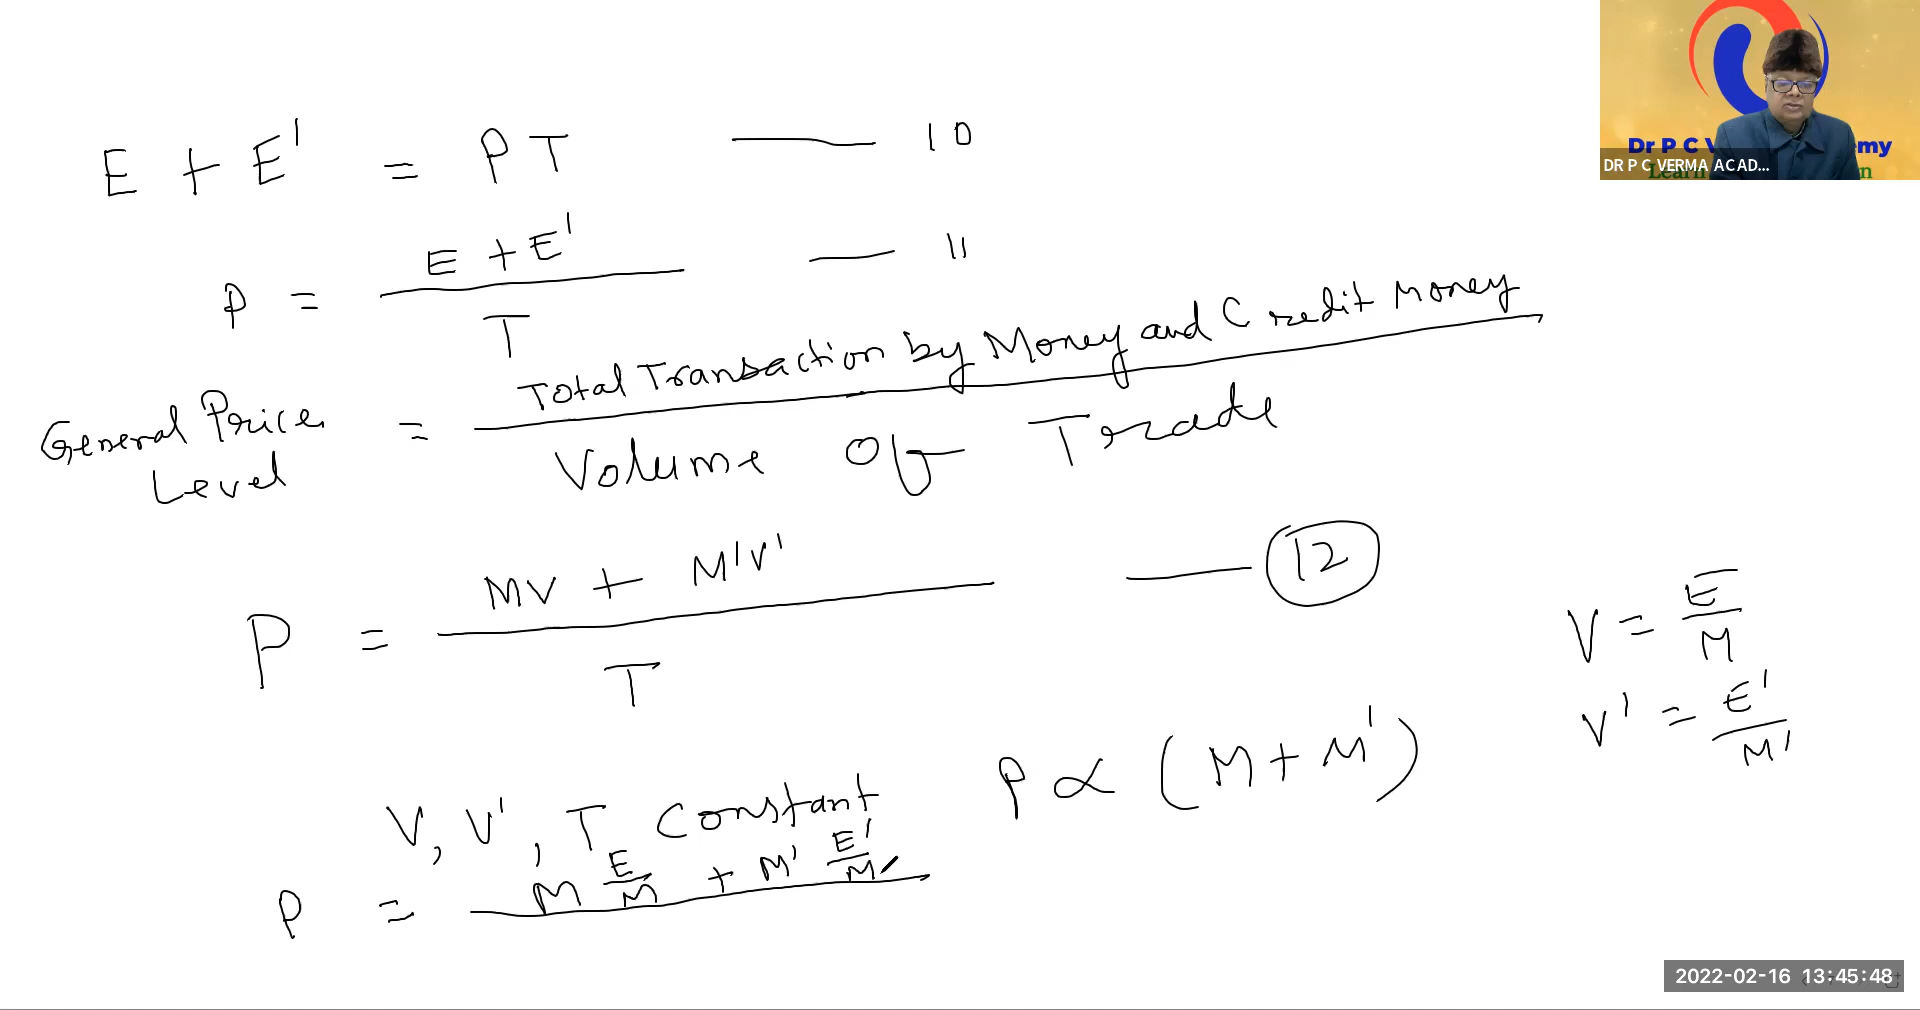 E + E' = PT —— 10
P = E + E' / T —— 11
General Price Level = Total Transaction by Money and Credit Money / Volume of Trade
P = MV + M'V' / T —— 12
V = E / M
V' = E' / M'
V, V', T Constant P ∝ (M + M')
P = M E/M + M' E'/M'
Dr P C V my
DR P C VERMA ACAD...
Lear n
2022-02-16 13:45:48